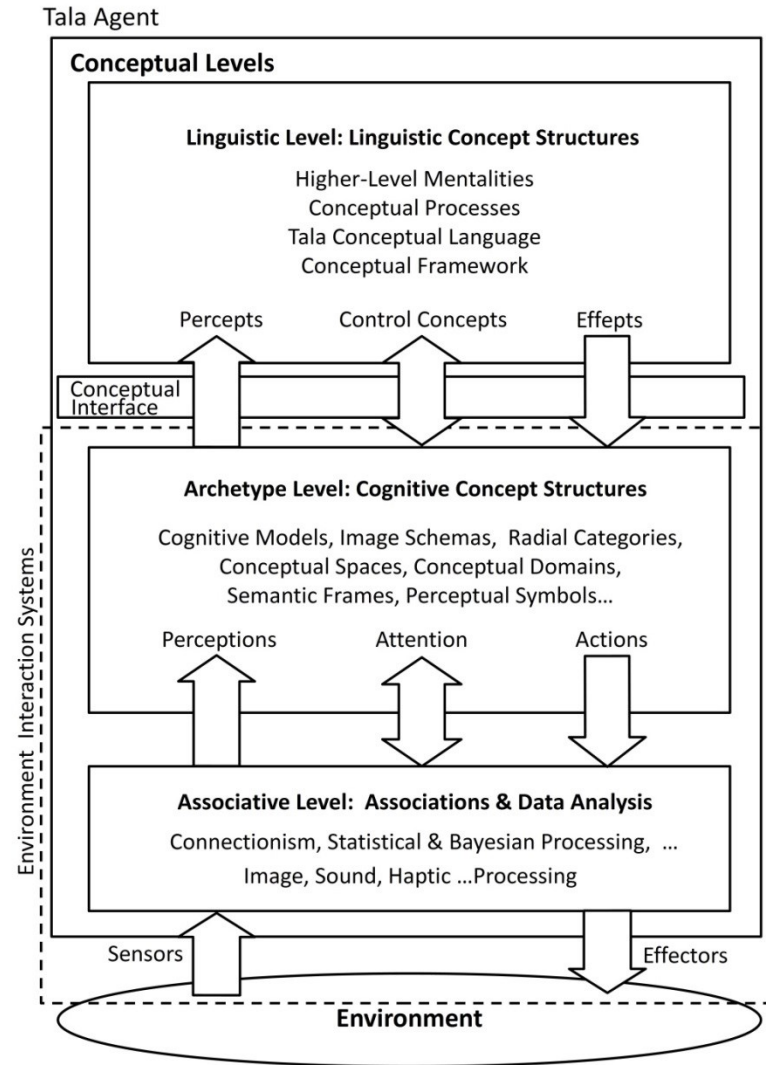 Tala Agent
Conceptual Levels
Linguistic Level: Linguistic Concept Structures
Higher-Level Mentalities
Conceptual Processes
Tala Conceptual Language
Conceptual Framework
Percepts
Control Concepts
Effepts
Conceptual
Interface
Environment Interaction Systems
Archetype Level: Cognitive Concept Structures
Cognitive Models, Image Schemas, Radial Categories,
Conceptual Spaces, Conceptual Domains,
Semantic Frames, Perceptual Symbols...
Perceptions
Attention
Actions
Associative Level: Associations & Data Analysis
Connectionism, Statistical & Bayesian Processing, ...
Image, Sound, Haptic ...Processing
Sensors
Effectors
Environment